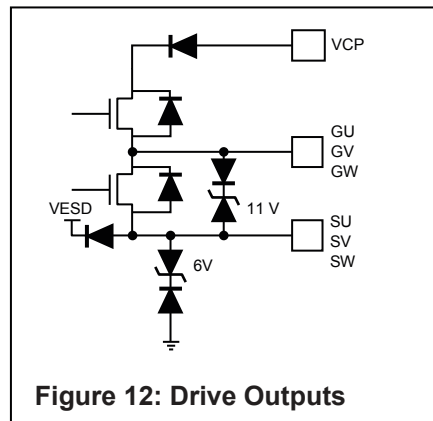 VCP
GU
GV
GW
11 V
VESD
SU
SV
SW
6V
Figure 12: Drive Outputs